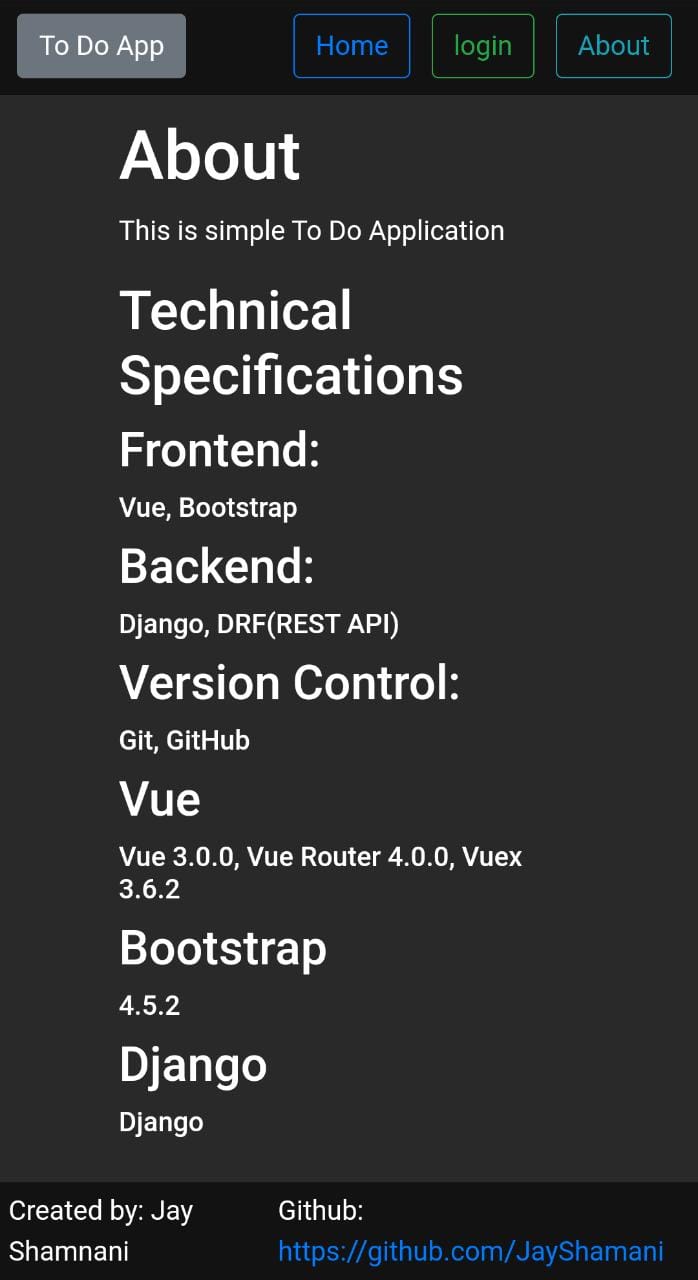 To Do App Home login About
About
This is simple To Do Application
Technical
Specifications
Frontend:
Vue, Bootstrap
Backend:
Django, DRF(REST API)
Version Control:
Git, GitHub
Vue
Vue 3.0.0, Vue Router 4.0.0, Vuex
3.6.2
Bootstrap
4.5.2
Django
Django
Created by: Jay
Shamnani
Github:
https://github.com/JayShamani